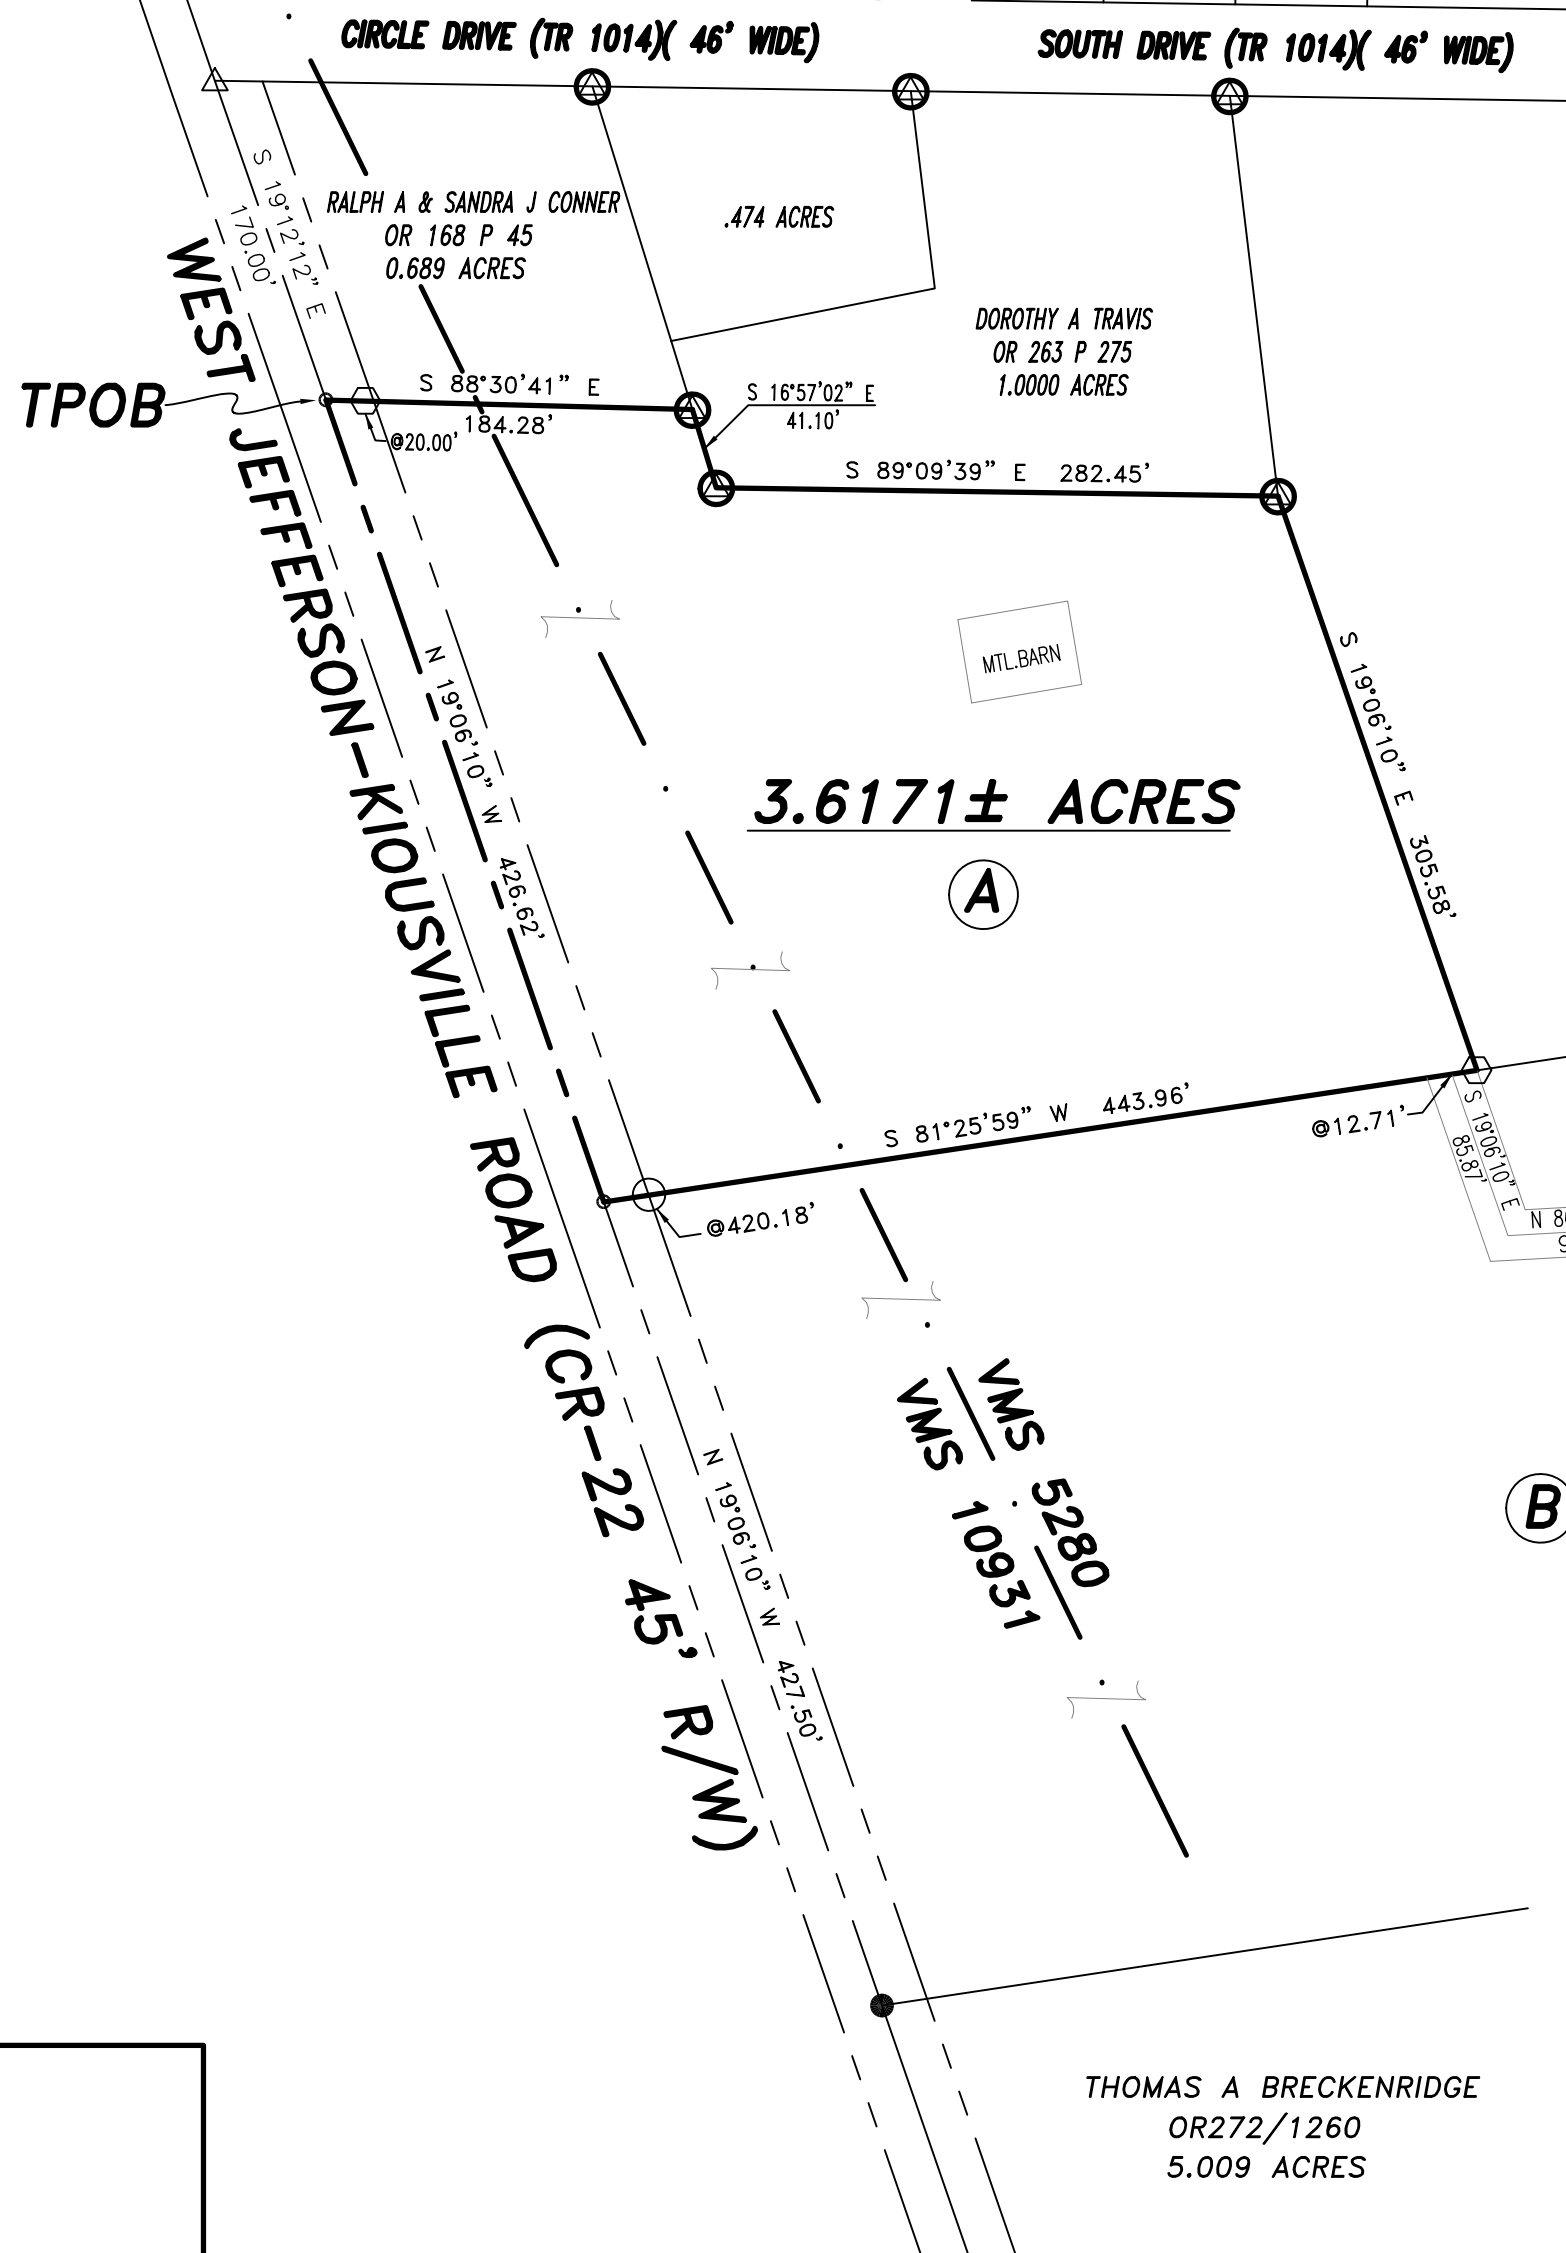 CIRCLE DRIVE (TR 1014)( 46' WIDE)
SOUTH DRIVE (TR 1014)( 46' WIDE)
S 19°12'12" E
170.00'
RALPH A & SANDRA J CONNER
OR 168 P 45
0.689 ACRES
.474 ACRES
DOROTHY A TRAVIS
OR 263 P 275
1.0000 ACRES
TPOB
S 88°30'41" E
184.28'
@20.00'
S 16°57'02" E
41.10'
S 89°09'39" E 282.45'
WEST JEFFERSON-KIOUSVILLE ROAD (CR-22 45' R/W)
N 19°06'10" W 426.62'
MTL.BARN
S 19°06'10" E 305.58'
3.6171± ACRES
A
S 81°25'59" W 443.96'
@12.71'
@420.18'
S 19°06'10" E
85.87'
N 8
9
VMS 5280
VMS 10931
B
N 19°06'10" W 427.50'
THOMAS A BRECKENRIDGE
OR272/1260
5.009 ACRES